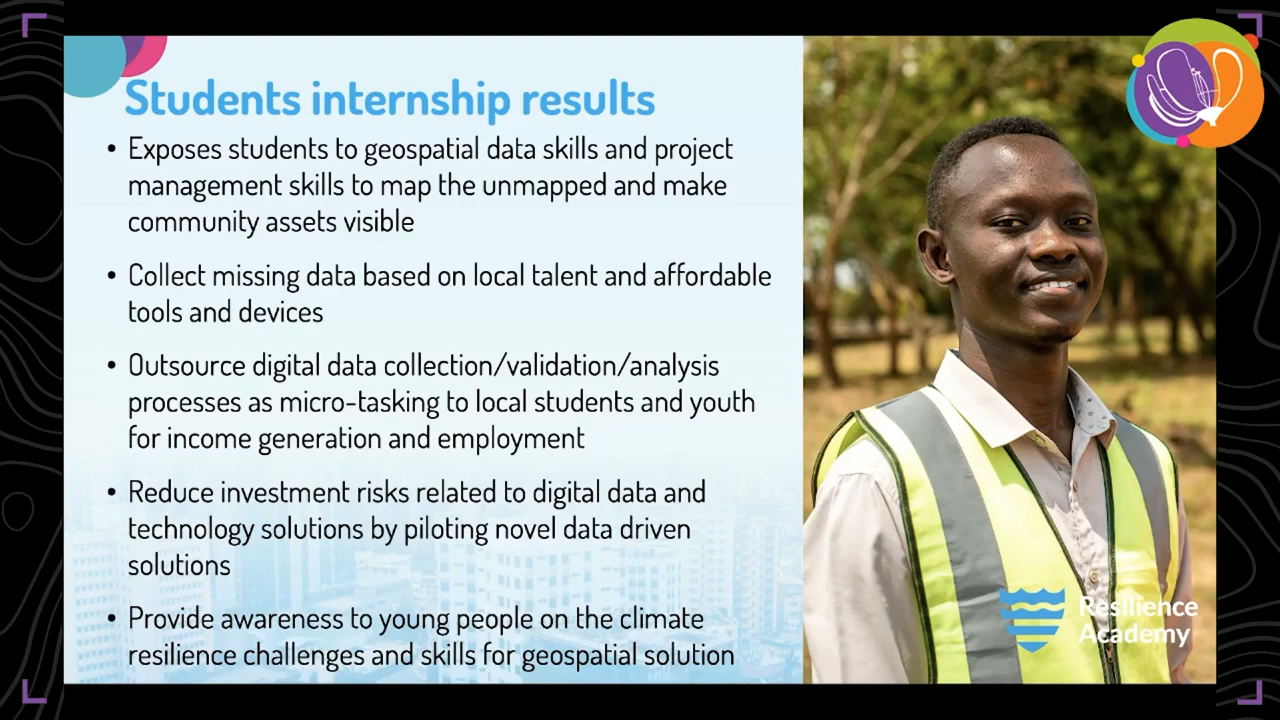 Students internship results
• Exposes students to geospatial data skills and project
management skills to map the unmapped and make
community assets visible
• Collect missing data based on local talent and affordable
tools and devices
• Outsource digital data collection/validation/analysis
processes as micro-tasking to local students and youth
for income generation and employment
• Reduce investment risks related to digital data and
technology solutions by piloting novel data driven
solutions
• Provide awareness to young people on the climate
resilience challenges and skills for geospatial solution
Resilience
Academy